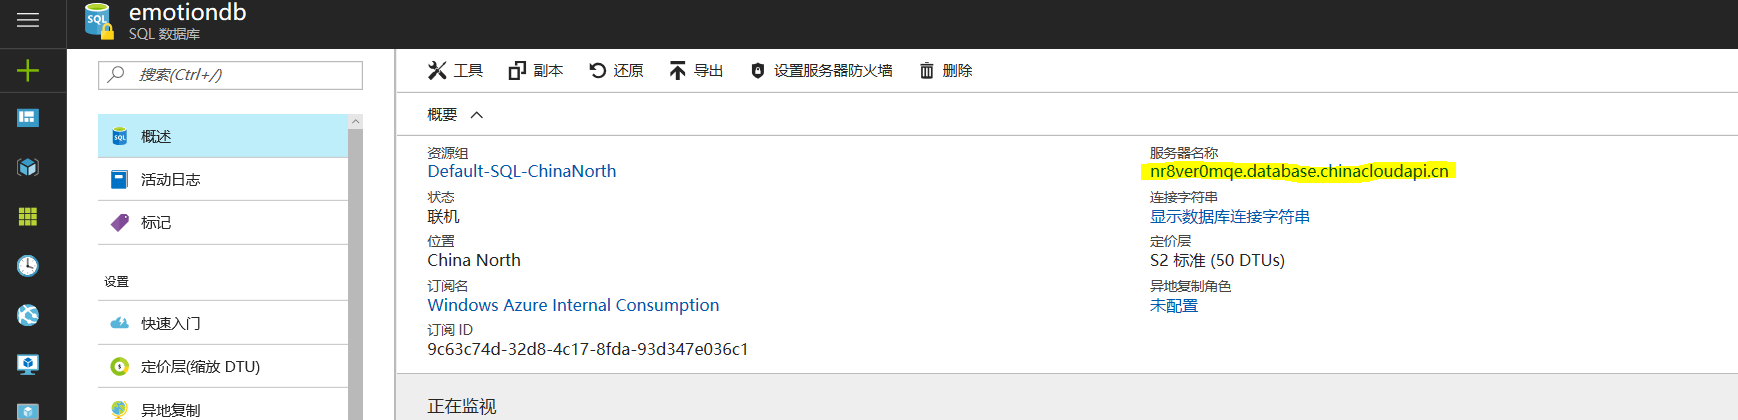 emotiondb
SQL 数据库
搜索(Ctrl+/)
工具 副本 还原 导出 设置服务器防火墙 删除
概要
概述
活动日志
标记
设置
快速入门
定价层(缩放 DTU)
异地复制
资源组
Default-SQL-ChinaNorth
状态
联机
位置
China North
订阅名
Windows Azure Internal Consumption
订阅 ID
9c63c74d-32d8-4c17-8fda-93d347e036c1
服务器名称
nr8ver0mqe.database.chinacloudapi.cn
连接字符串
显示数据库连接字符串
定价层
S2 标准 (50 DTUs)
异地复制角色
未配置
正在监视